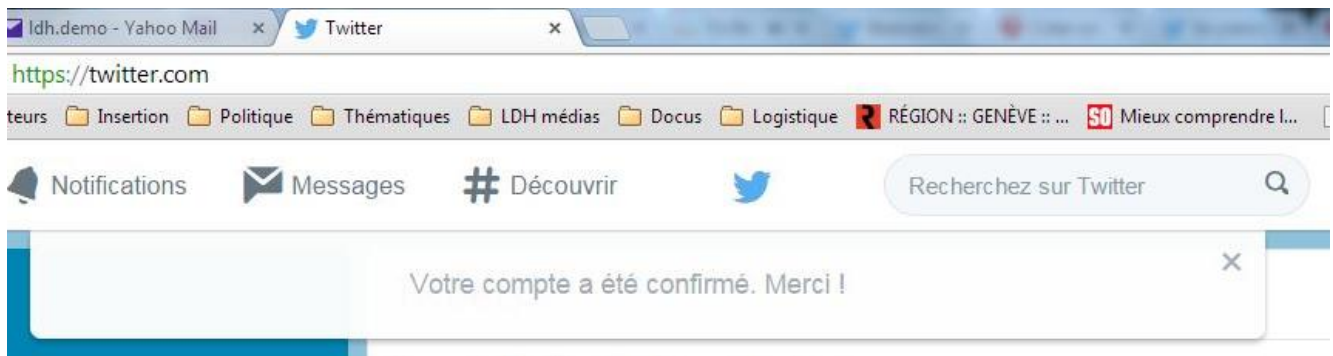 ldh.demo - Yahoo Mail × Twitter ×
https://twitter.com
teurs Insertion Politique Thématiques LDH médias Docus Logistique RÉGION :: GENÈVE :: ... SO Mieux comprendre l...
Notifications Messages # Découvrir Recherchez sur Twitter
Votre compte a été confirmé. Merci ! ×